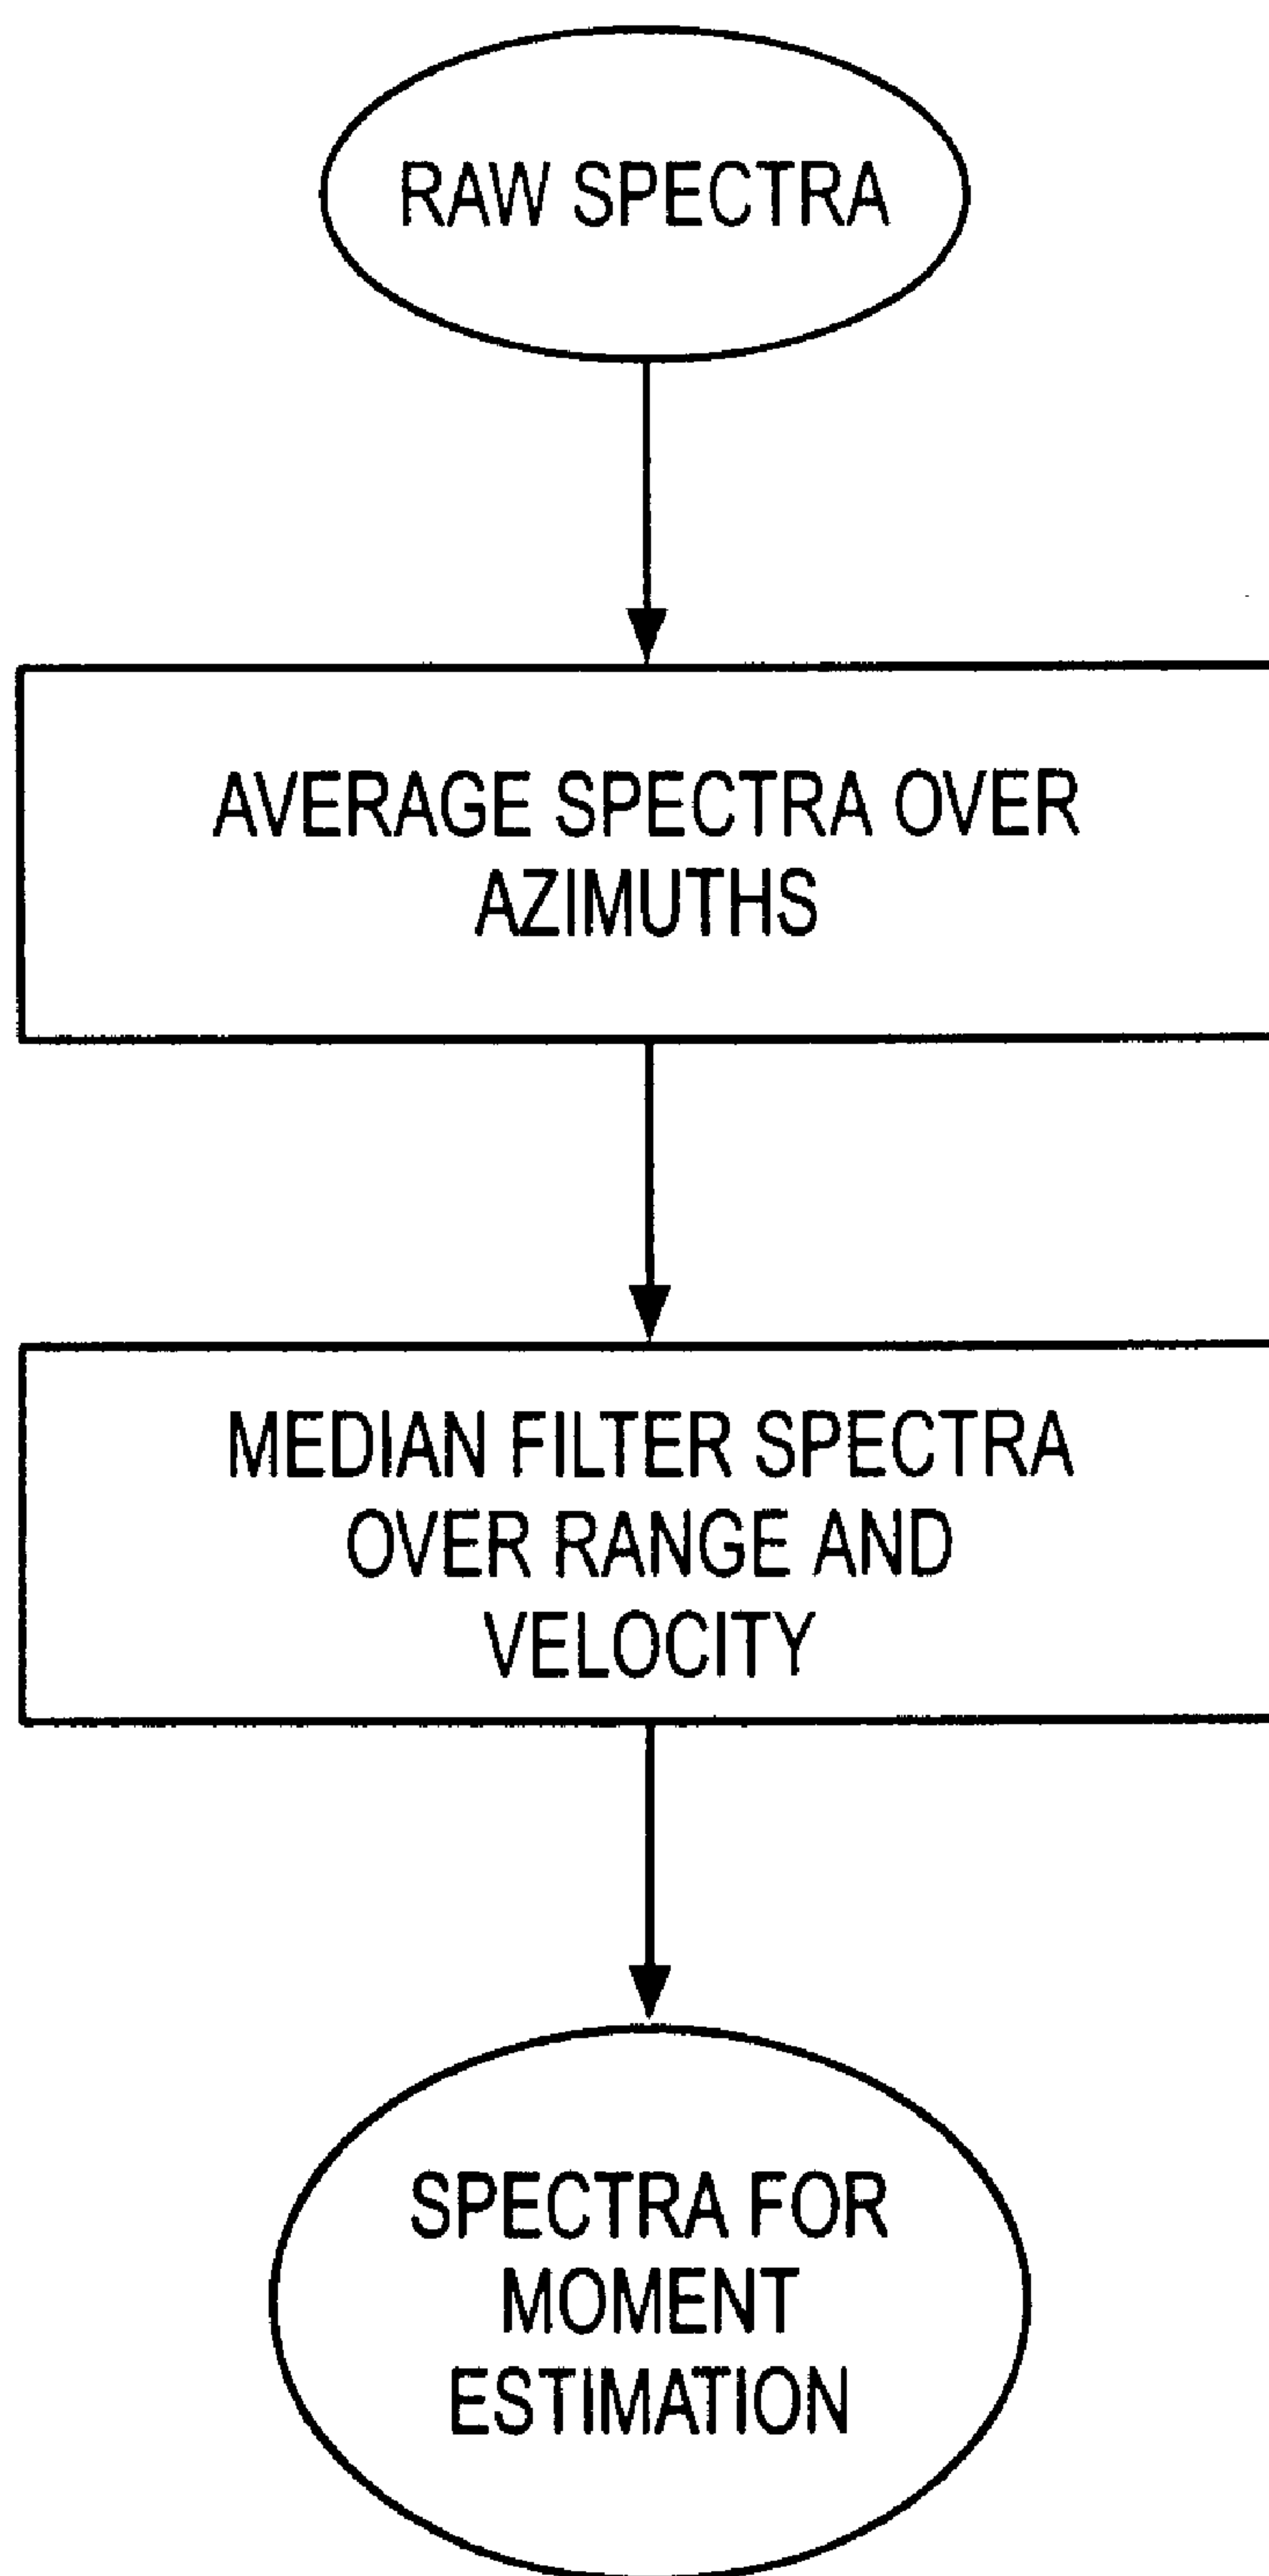 RAW SPECTRA
AVERAGE SPECTRA OVER
AZIMUTHS
MEDIAN FILTER SPECTRA
OVER RANGE AND
VELOCITY
SPECTRA FOR
MOMENT
ESTIMATION